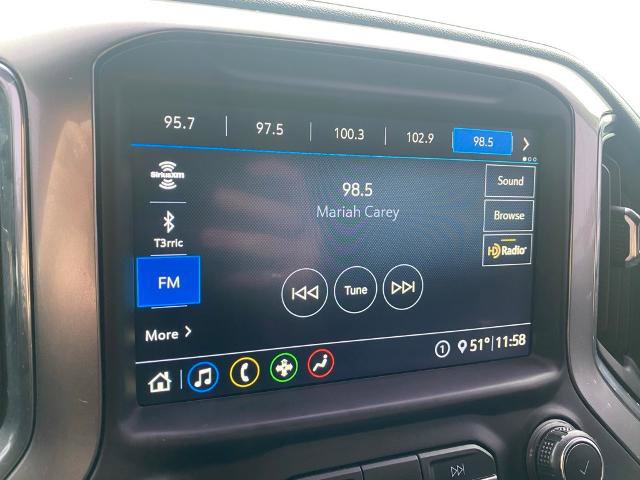 95.7 97.5 100.3 102.9 98.5
SiriusXM
98.5
Mariah Carey
Sound
Browse
HD Radio
T3rric
FM
Tune
More
1 51° 11:58